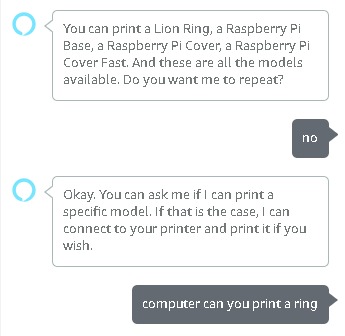 You can print a Lion Ring, a Raspberry Pi
Base, a Raspberry Pi Cover, a Raspberry Pi
Cover Fast. And these are all the models
available. Do you want me to repeat?
no
Okay. You can ask me if I can print a
specific model. If that is the case, I can
connect to your printer and print it if you
wish.
computer can you print a ring